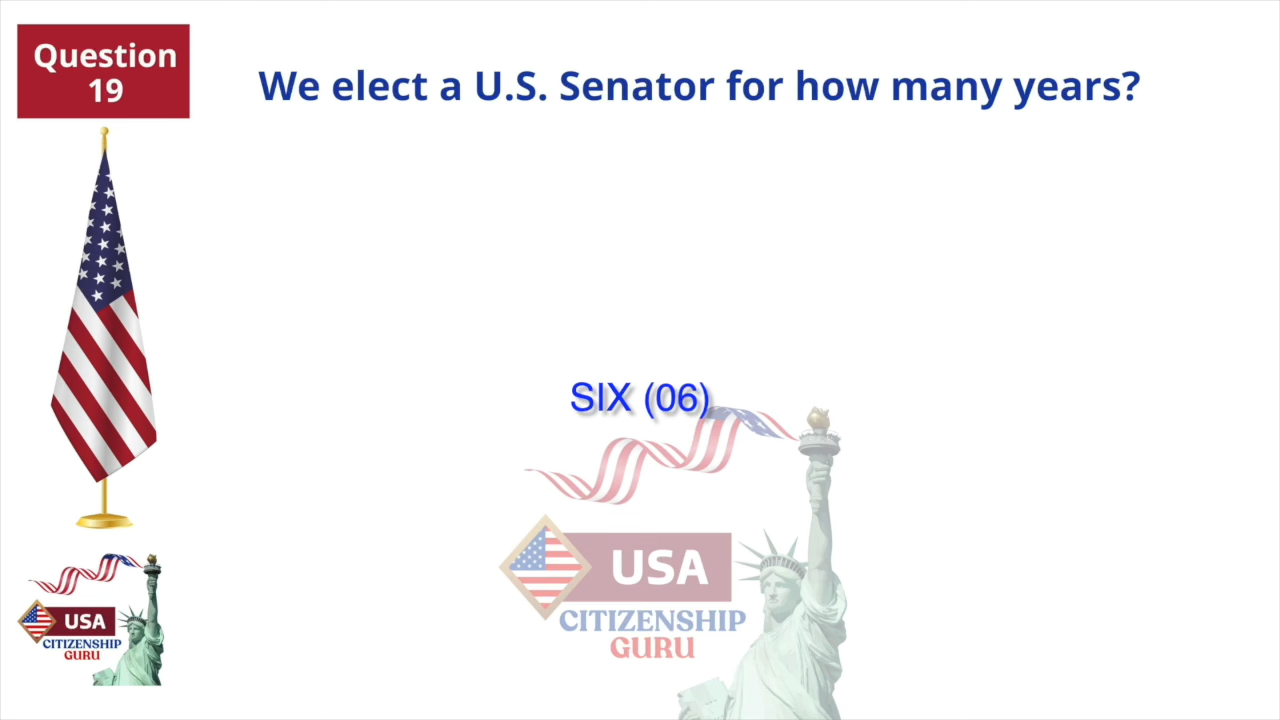 Question
19
We elect a U.S. Senator for how many years?
SIX (06)
USA
CITIZENSHIP
GURU
USA
CITIZENSHIP
GURU